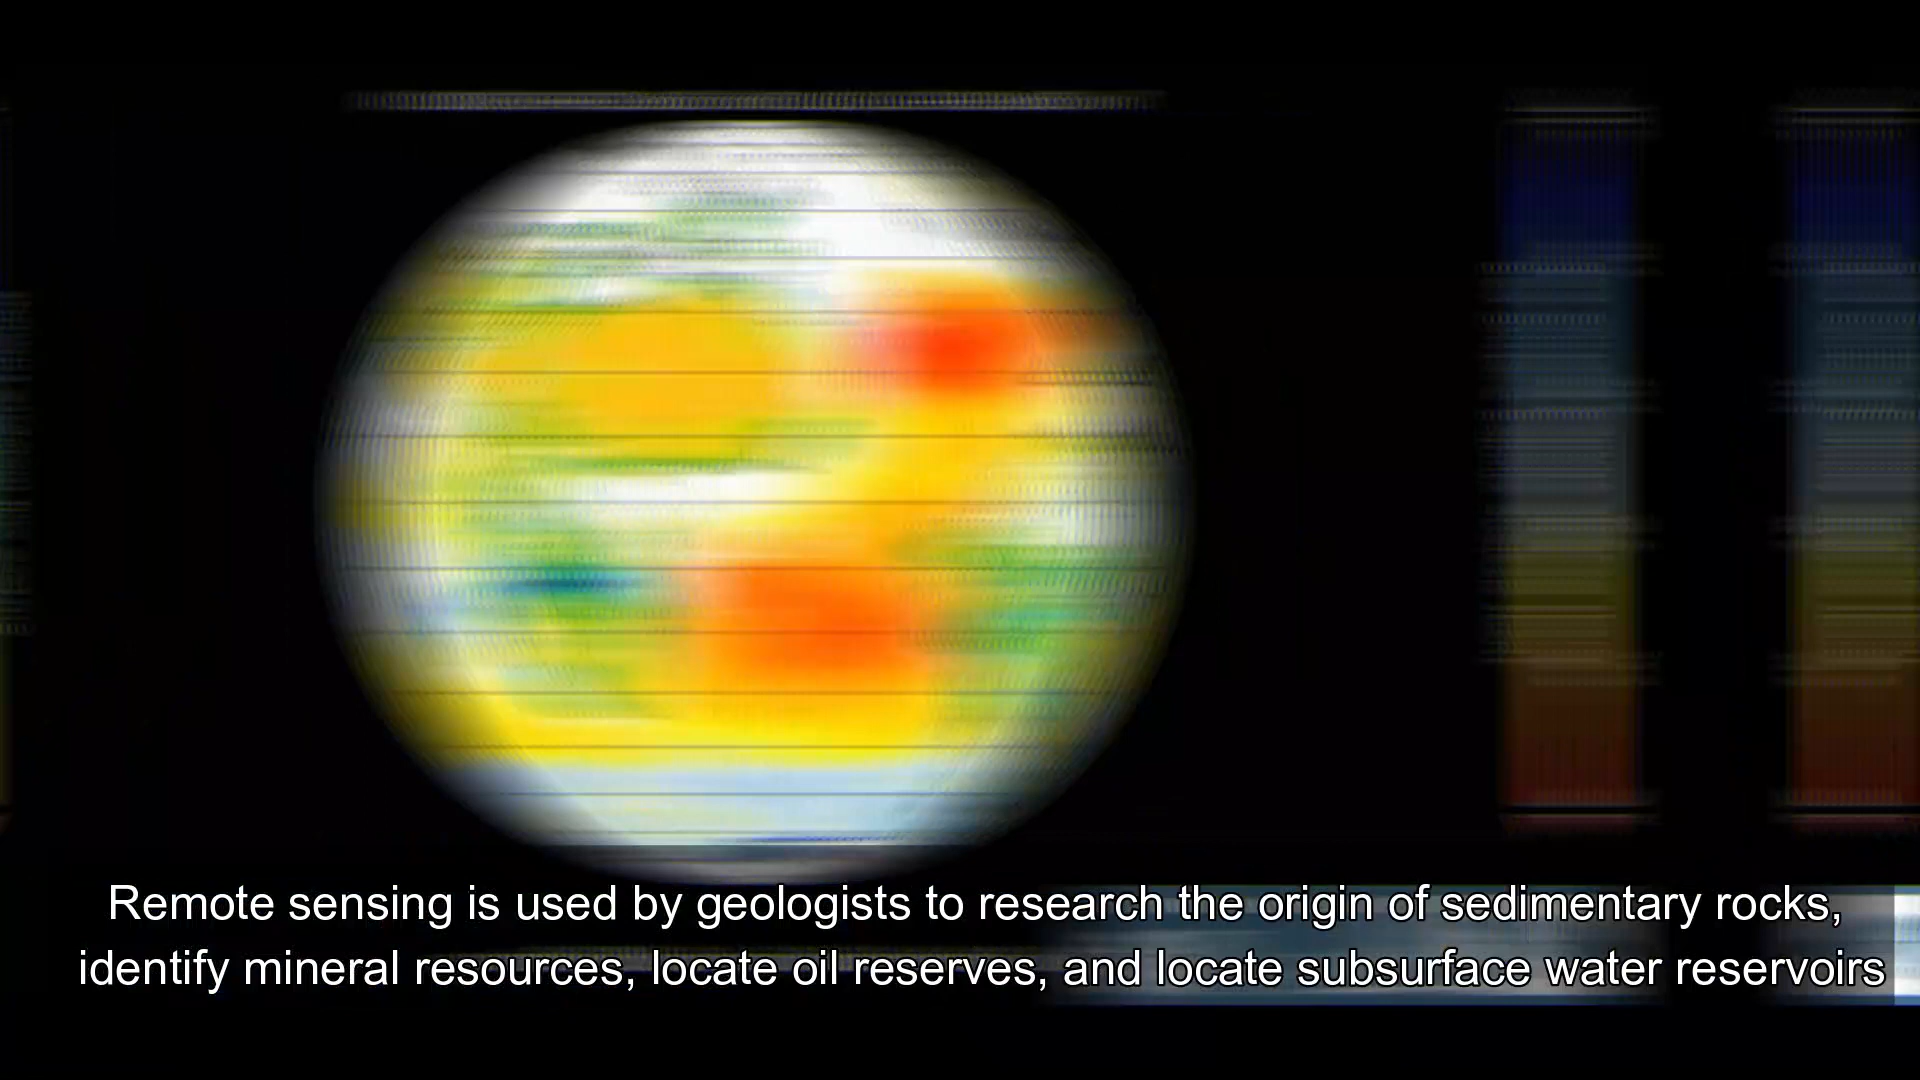 Remote sensing is used by geologists to research the origin of sedimentary rocks,
identify mineral resources, locate oil reserves, and locate subsurface water reservoirs